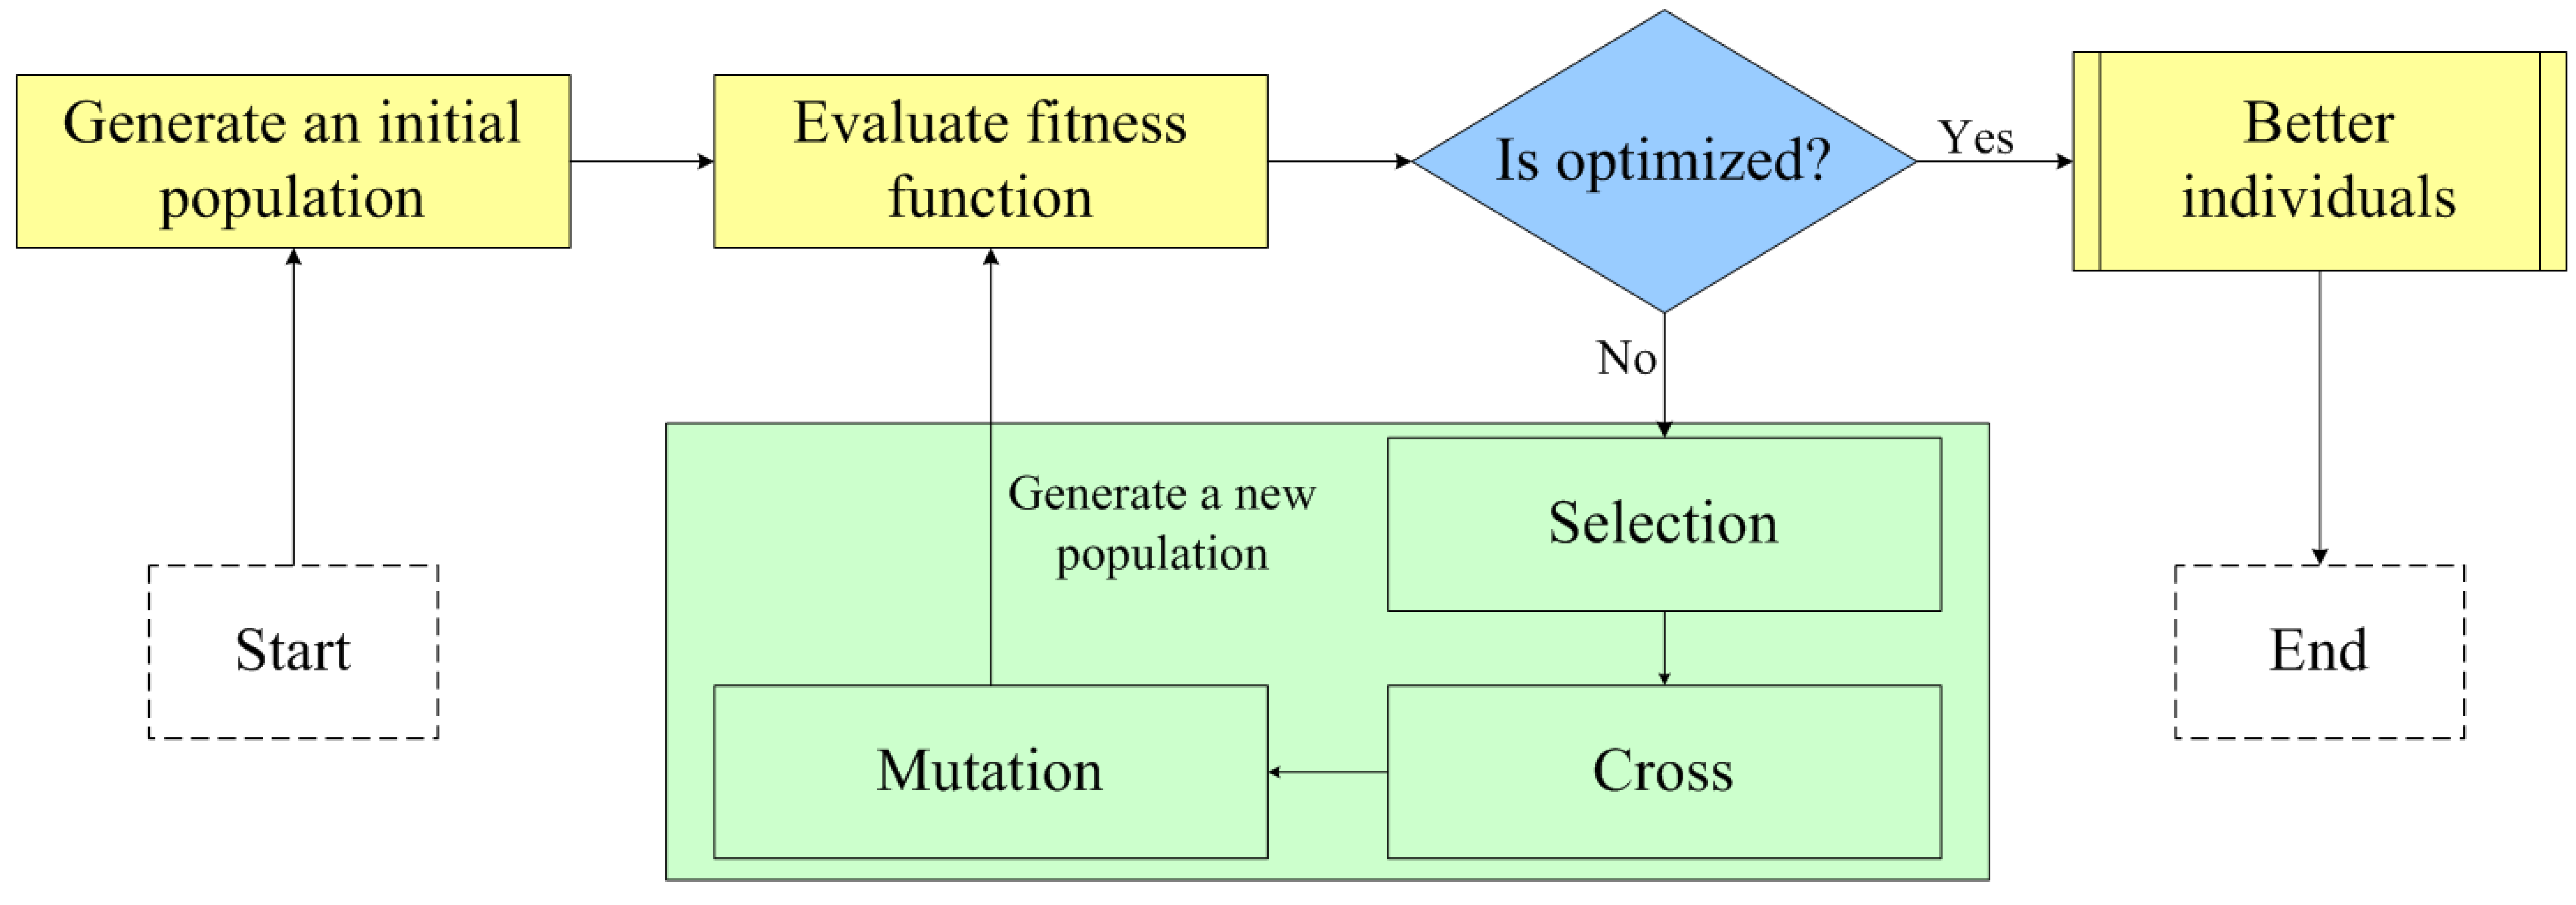 Generate an initial
population
Evaluate fitness
function
Is optimized?
Yes
Better
individuals
No
Generate a new
population
Selection
Start
End
Mutation
Cross